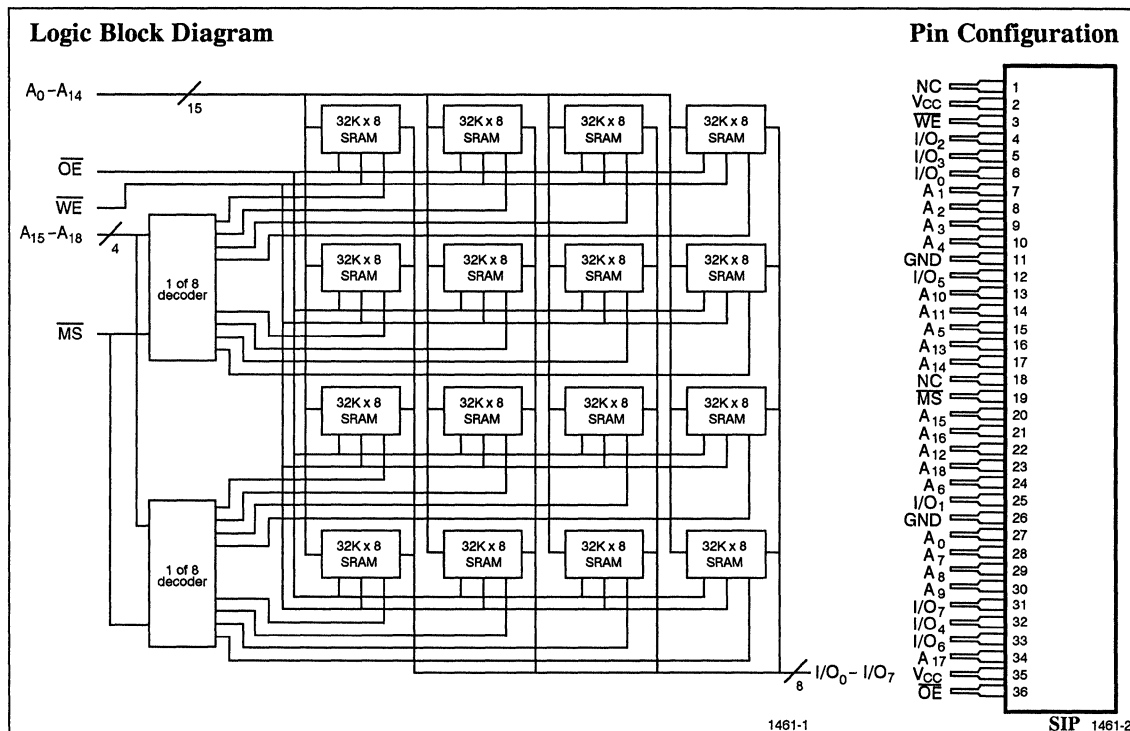 Logic Block Diagram
A₀–A₁₄
15
O̅E̅
W̅E̅
A₁₅–A₁₈
4
M̅S̅
1 of 8
decoder
1 of 8
decoder
32K x 8
SRAM
32K x 8
SRAM
32K x 8
SRAM
32K x 8
SRAM
32K x 8
SRAM
32K x 8
SRAM
32K x 8
SRAM
32K x 8
SRAM
32K x 8
SRAM
32K x 8
SRAM
32K x 8
SRAM
32K x 8
SRAM
32K x 8
SRAM
32K x 8
SRAM
32K x 8
SRAM
32K x 8
SRAM
I/O₀– I/O₇
8
1461-1
Pin Configuration
NC 1
VCC 2
W̅E̅ 3
I/O₂ 4
I/O₃ 5
I/O₀ 6
A₁ 7
A₂ 8
A₃ 9
A₄ 10
GND 11
I/O₅ 12
A₁₀ 13
A₁₁ 14
A₅ 15
A₁₃ 16
A₁₄ 17
NC 18
M̅S̅ 19
A₁₅ 20
A₁₆ 21
A₁₂ 22
A₁₈ 23
A₆ 24
I/O₁ 25
GND 26
A₀ 27
A₇ 28
A₈ 29
A₉ 30
I/O₇ 31
I/O₄ 32
I/O₆ 33
A₁₇ 34
VCC 35
O̅E̅ 36
SIP 1461-2